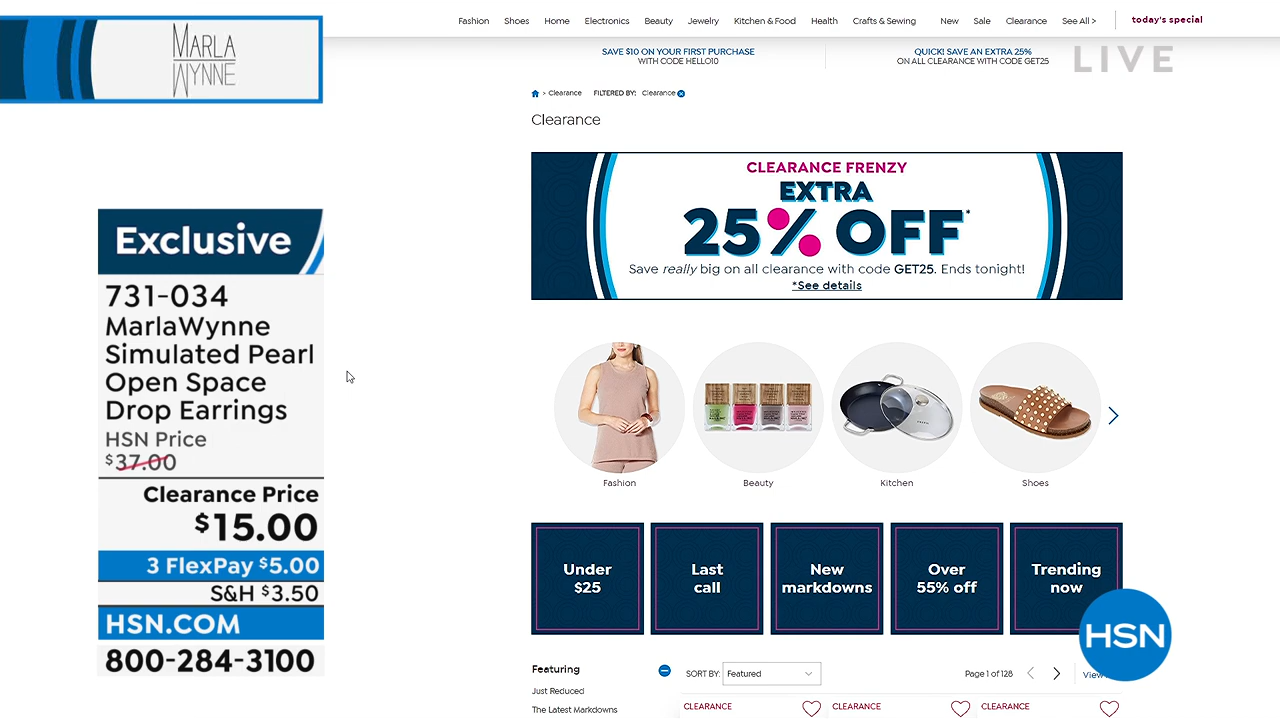 MARLA
WYNNE
Exclusive
731-034
MarlaWynne
Simulated Pearl
Open Space
Drop Earrings
HSN Price
$37.00
Clearance Price
$15.00
3 FlexPay $5.00
S&H $3.50
HSN.COM
800-284-3100
Fashion Shoes Home Electronics Beauty Jewelry Kitchen & Food Health Crafts & Sewing New Sale Clearance See All > today's special
SAVE $10 ON YOUR FIRST PURCHASE
WITH CODE HELLO10
QUICK! SAVE AN EXTRA 25%
ON ALL CLEARANCE WITH CODE GET25
LIVE
> Clearance FILTERED BY: Clearance
Clearance
CLEARANCE FRENZY
EXTRA
25% OFF*
Save really big on all clearance with code GET25. Ends tonight!
*See details
Fashion Beauty Kitchen Shoes
Under
$25
Last
call
New
markdowns
Over
55% off
Trending
now
HSN
Featuring
Just Reduced
The Latest Markdowns
SORT BY: Featured Page 1 of 128 View
CLEARANCE CLEARANCE CLEARANCE